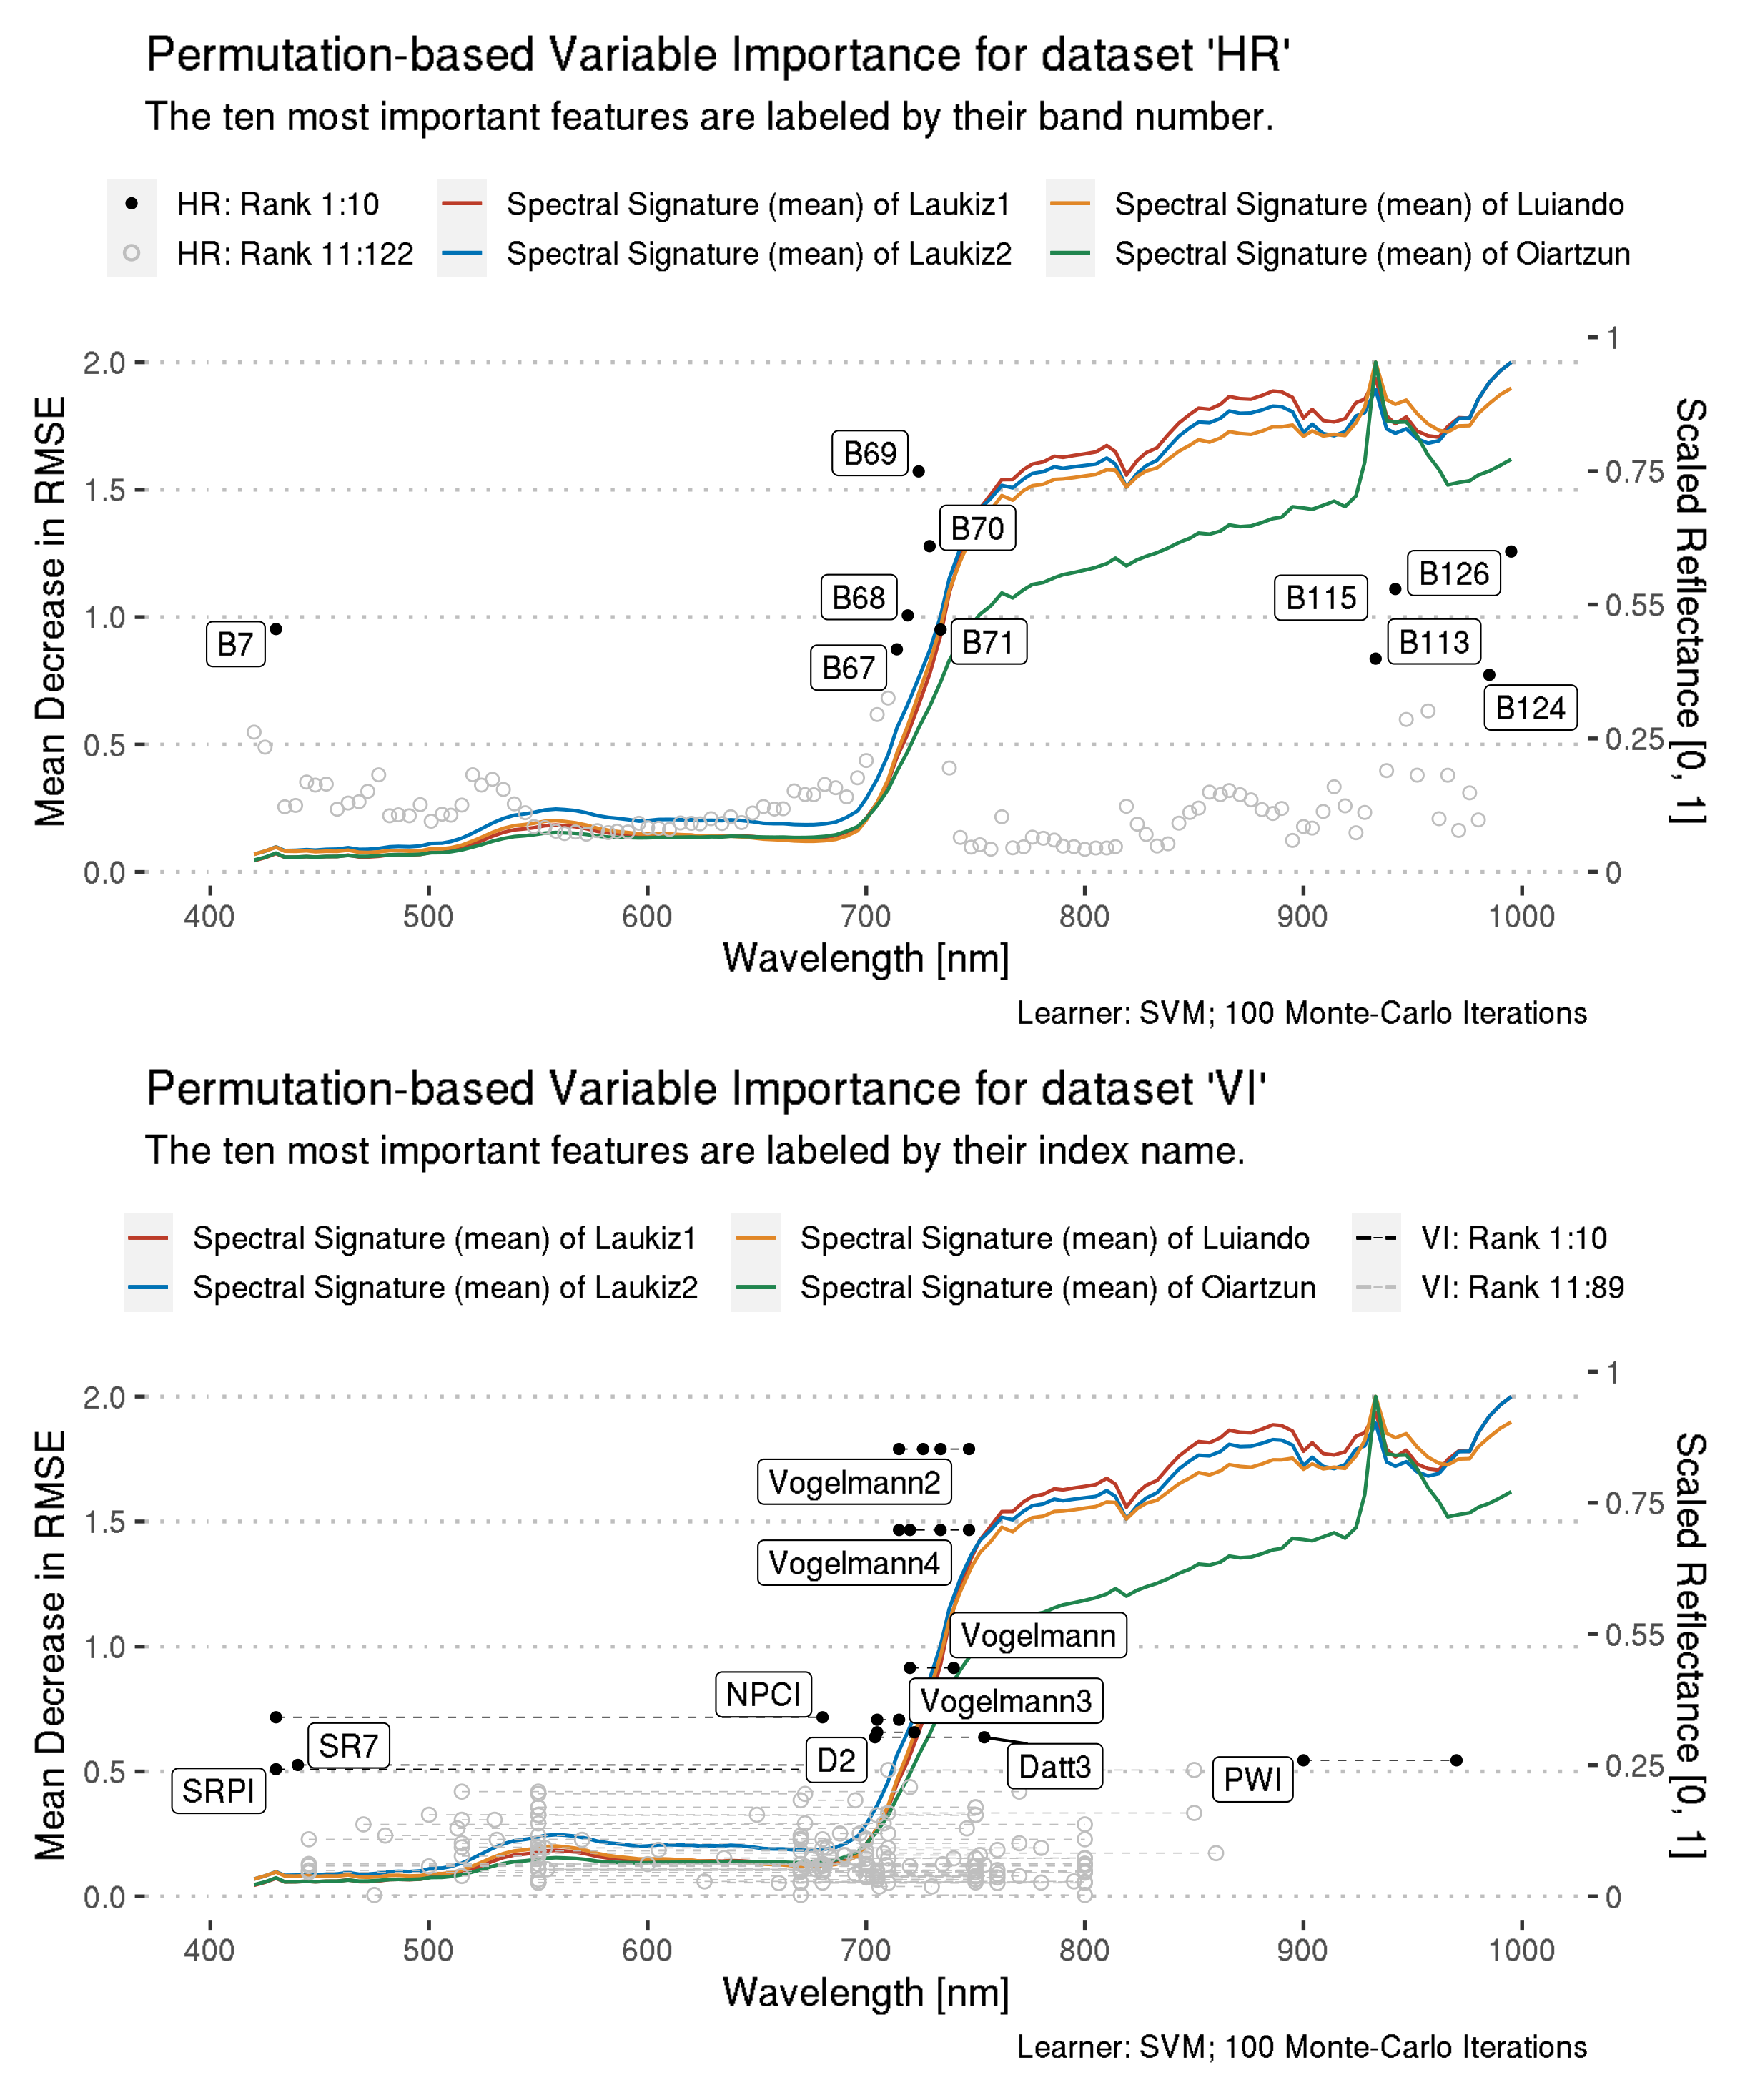 Permutation-based Variable Importance for dataset 'HR'
The ten most important features are labeled by their band number.
HR: Rank 1:10 Spectral Signature (mean) of Laukiz1 Spectral Signature (mean) of Luiando
HR: Rank 11:122 Spectral Signature (mean) of Laukiz2 Spectral Signature (mean) of Oiartzun
Mean Decrease in RMSE
2.0
1.5
1.0
0.5
0.0
B69
B70
B126
B115
B68
B7
B71
B113
B67
B124
1
0.75
0.55
0.25
0
Scaled Reflectance [0, 1]
400 500 600 700 800 900 1000
Wavelength [nm]
Learner: SVM; 100 Monte-Carlo Iterations
Permutation-based Variable Importance for dataset 'VI'
The ten most important features are labeled by their index name.
Spectral Signature (mean) of Laukiz1 Spectral Signature (mean) of Luiando VI: Rank 1:10
Spectral Signature (mean) of Laukiz2 Spectral Signature (mean) of Oiartzun VI: Rank 11:89
Mean Decrease in RMSE
2.0
1.5
1.0
0.5
0.0
Vogelmann2
Vogelmann4
Vogelmann
NPCI
Vogelmann3
SR7
D2
Datt3
PWI
SRPI
1
0.75
0.55
0.25
0
Scaled Reflectance [0, 1]
400 500 600 700 800 900 1000
Wavelength [nm]
Learner: SVM; 100 Monte-Carlo Iterations